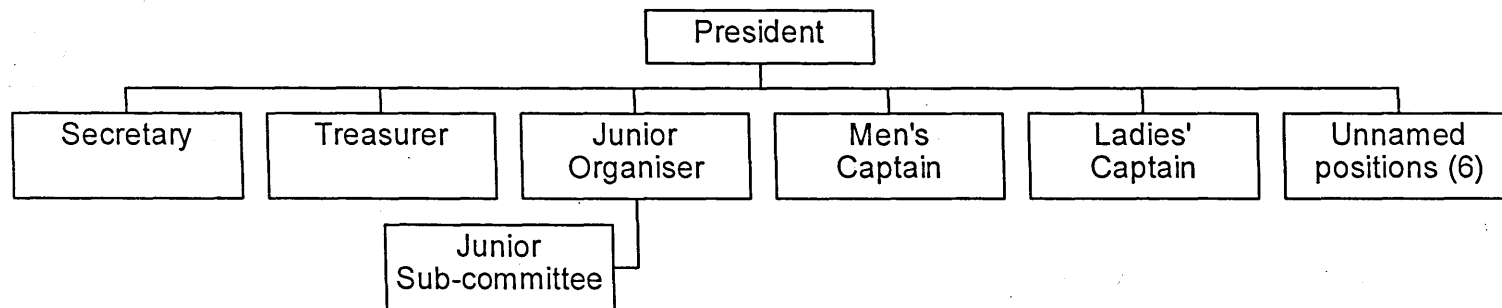 President
Secretary
Treasurer
Junior
Organiser
Men's
Captain
Ladies'
Captain
Unnamed
positions (6)
Junior
Sub-committee